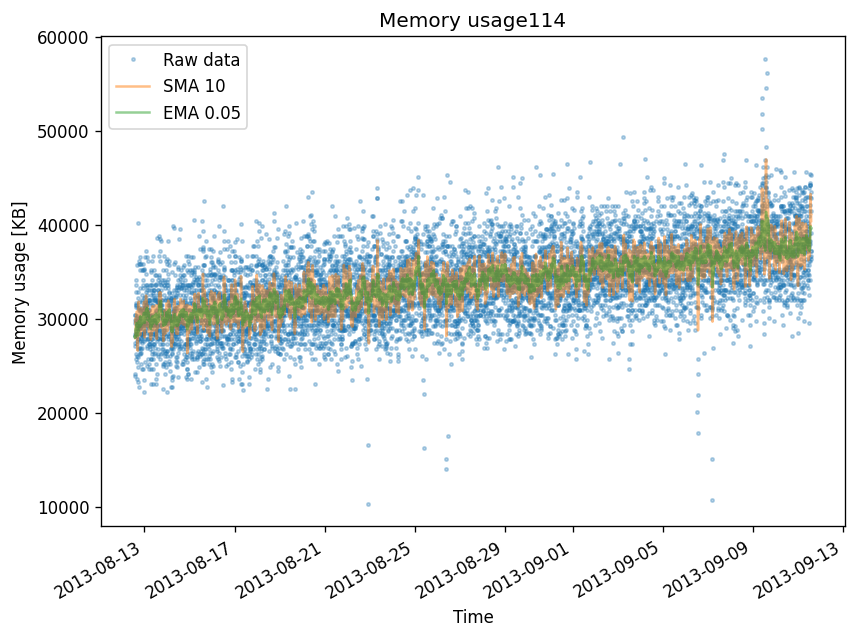 Memory usage114
60000
50000
40000
30000
20000
10000
Memory usage [KB]
Raw data
SMA 10
EMA 0.05
2013-08-13
2013-08-17
2013-08-21
2013-08-25
2013-08-29
2013-09-01
2013-09-05
2013-09-09
2013-09-13
Time